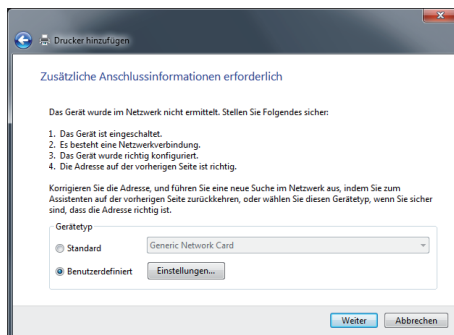 Drucker hinzufügen
Zusätzliche Anschlussinformationen erforderlich
Das Gerät wurde im Netzwerk nicht ermittelt. Stellen Sie Folgendes sicher:
1. Das Gerät ist eingeschaltet.
2. Es besteht eine Netzwerkverbindung.
3. Das Gerät wurde richtig konfiguriert.
4. Die Adresse auf der vorherigen Seite ist richtig.
Korrigieren Sie die Adresse, und führen Sie eine neue Suche im Netzwerk aus, indem Sie zum
Assistenten auf der vorherigen Seite zurückkehren, oder wählen Sie diesen Gerätetyp, wenn Sie sicher
sind, dass die Adresse richtig ist.
Gerätetyp
Standard Generic Network Card
Benutzerdefiniert Einstellungen...
Weiter Abbrechen